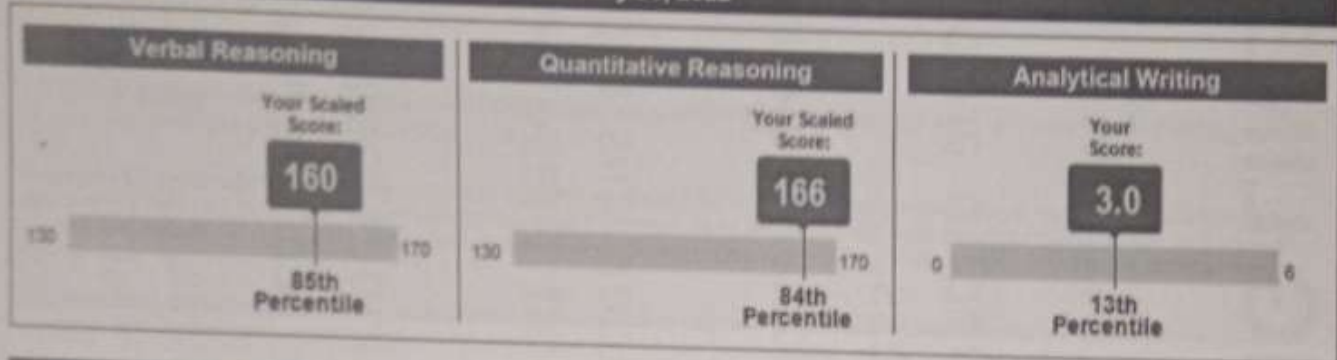 Verbal Reasoning
Your Scaled
Score:
160
130
170
85th
Percentile
Quantitative Reasoning
Your Scaled
Score:
166
130
170
84th
Percentile
Analytical Writing
Your
Score:
3.0
0
6
13th
Percentile